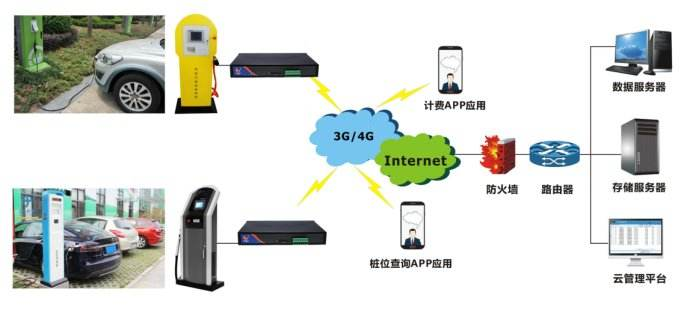 计费APP应用
数据服务器
3G/4G
Internet
防火墙
路由器
存储服务器
桩位查询APP应用
云管理平台